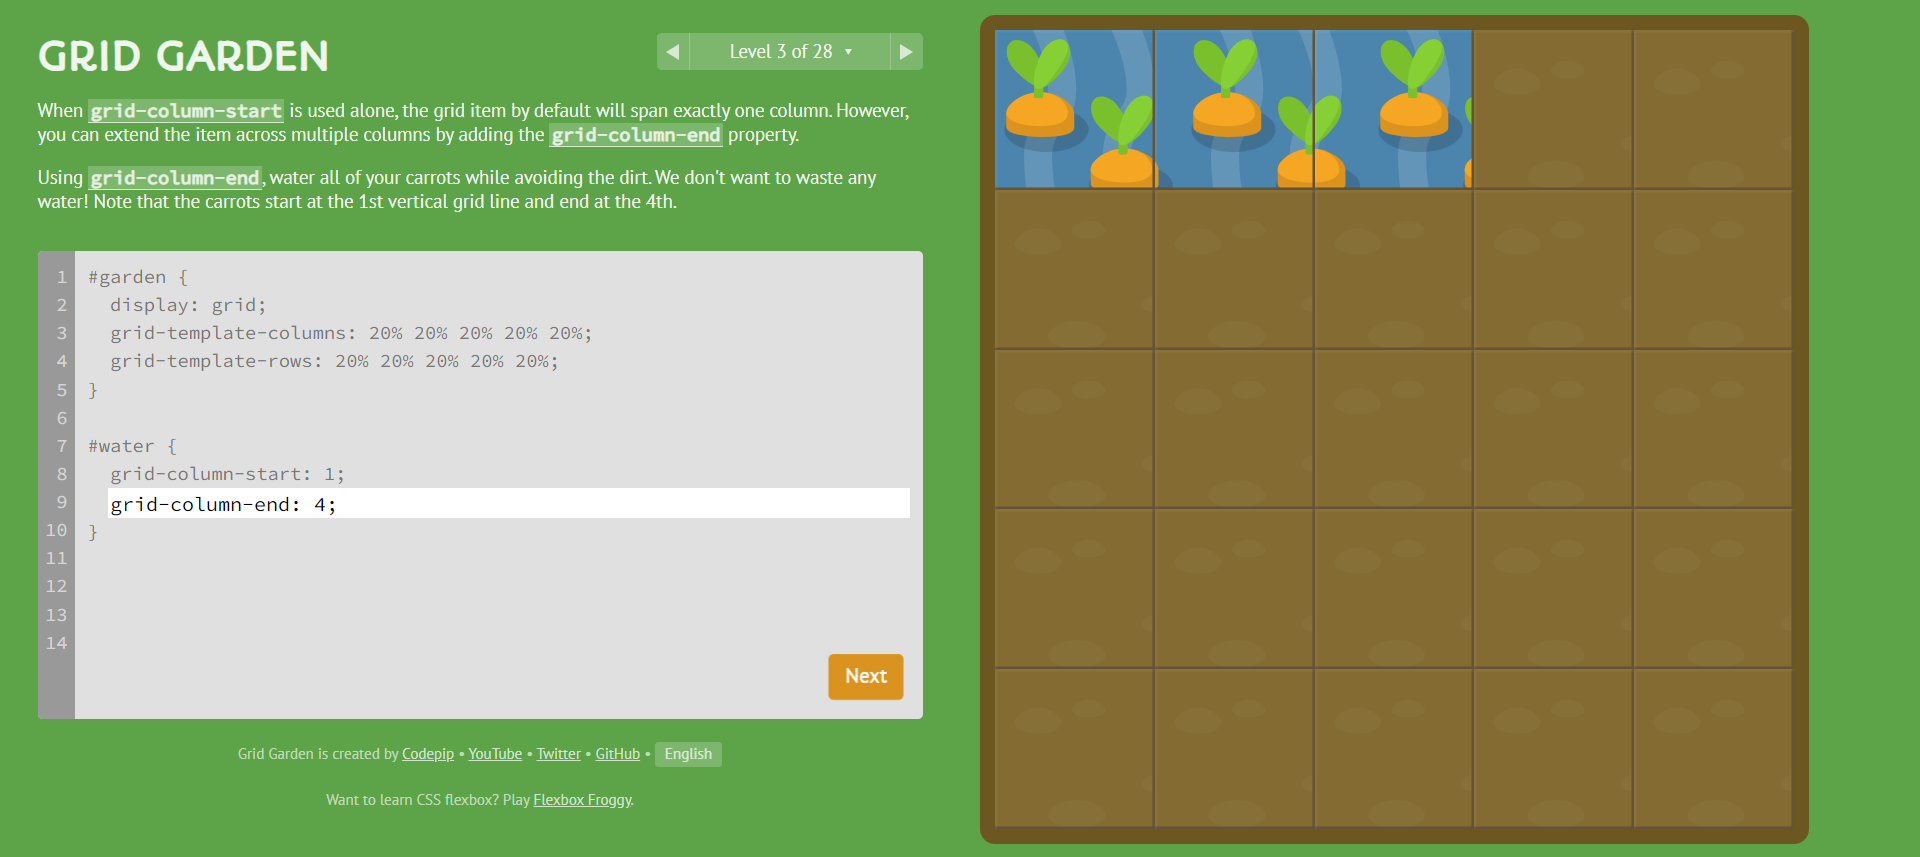 GRID GARDEN
◀ Level 3 of 28 ▾ ▶
When grid-column-start is used alone, the grid item by default will span exactly one column. However,
you can extend the item across multiple columns by adding the grid-column-end property.
Using grid-column-end, water all of your carrots while avoiding the dirt. We don't want to waste any
water! Note that the carrots start at the 1st vertical grid line and end at the 4th.
1 #garden {
2 display: grid;
3 grid-template-columns: 20% 20% 20% 20% 20%;
4 grid-template-rows: 20% 20% 20% 20% 20%;
5 }
6
7 #water {
8 grid-column-start: 1;
9 grid-column-end: 4;
10 }
11
12
13
14
Next
Grid Garden is created by Codepip • YouTube • Twitter • GitHub • English
Want to learn CSS flexbox? Play Flexbox Froggy.